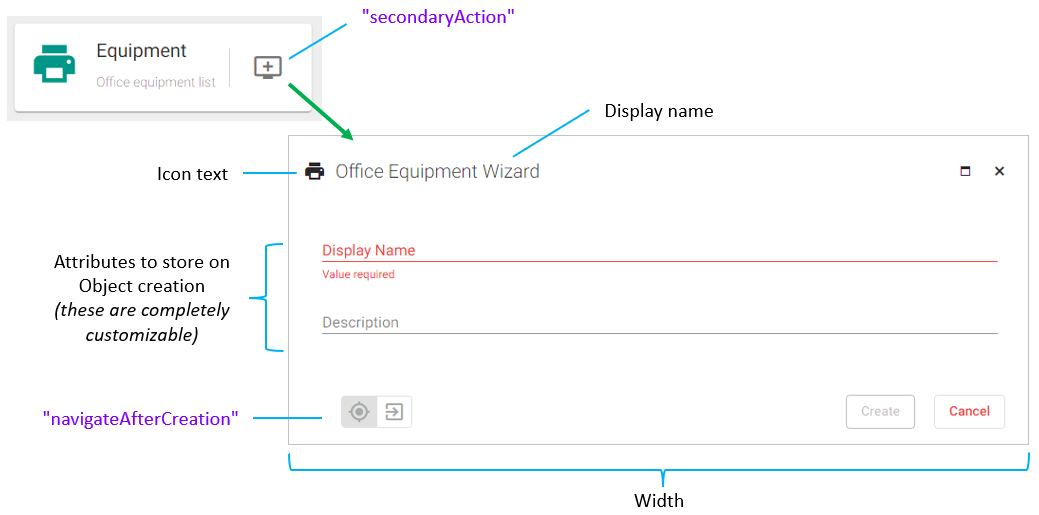 "secondaryAction"
Equipment
Office equipment list
Display name
Icon text
Office Equipment Wizard
Attributes to store on
Object creation
(these are completely
customizable)
Display Name
Value required
Description
"navigateAfterCreation"
Create
Cancel
Width